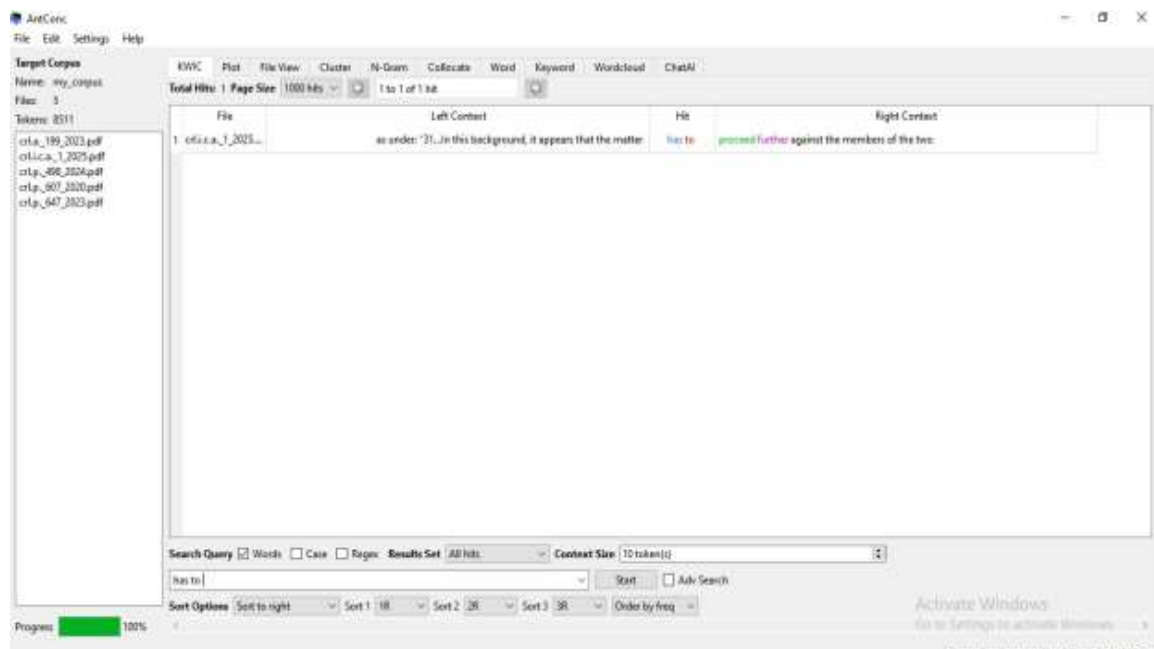 AntConc
File Edit Settings Help
Target Corpus
Name: my_corpus
Files: 5
Tokens: 8511
crl.a._199_2023.pdf
crl.i.c.a._1_2025.pdf
crl.p._498_2024.pdf
crl.p._607_2020.pdf
crl.p._647_2023.pdf
KWIC Plot File View Cluster N-Gram Collocate Word Keyword Wordcloud ChatAI
Total Hits: 1 Page Size 1000 hits 1 to 1 of 1 hit
File Left Context Hit Right Context
1 crl.i.c.a._1_2025.... as under: "31...In this background, it appears that the matter has to proceed further against the members of the two
Search Query Words Case Regex Results Set All hits Context Size 10 token(s)
has to
Start Adv Search
Sort Options Sort to right Sort 1 1R Sort 2 2R Sort 3 3R Order by freq
Progress 100%
Activate Windows
Go to Settings to activate Windows.